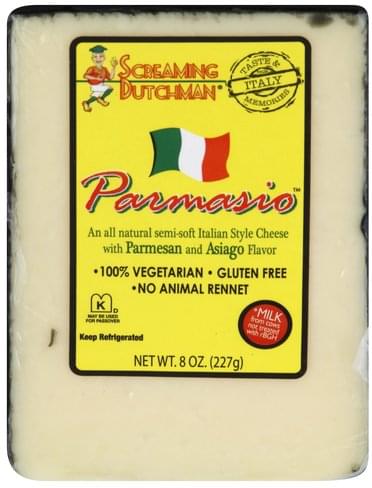 SCREAMING
DUTCHMAN®
TASTE &
ITALY
MEMORIES
Parmasio™
An all natural semi-soft Italian Style Cheese
with Parmesan and Asiago Flavor
•100% VEGETARIAN • GLUTEN FREE
•NO ANIMAL RENNET
K D
MAY BE USED
FOR PASSOVER
*MILK
from cows
not treated
with rBGH
Keep Refrigerated
NET WT. 8 OZ. (227g)